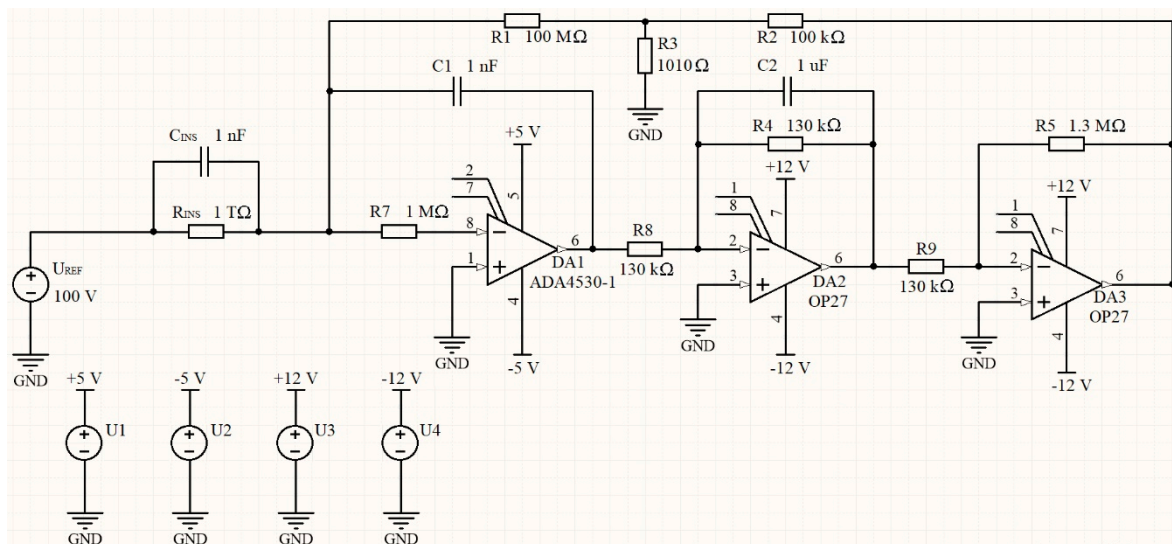 R1 100 MΩ
R2 100 kΩ
R3
1010 Ω
GND
C1 1 nF
C2 1 uF
R4 130 kΩ
R5 1.3 MΩ
CINS 1 nF
RINS 1 TΩ
+5 V
2
7
5
R7 1 MΩ
8
1
6
4
DA1
ADA4530-1
GND
-5 V
R8
130 kΩ
+12 V
1
8
7
2
3
6
4
DA2
OP27
GND
-12 V
R9
130 kΩ
+12 V
1
8
7
2
3
6
4
DA3
OP27
GND
-12 V
UREF
100 V
GND
+5 V
-5 V
+12 V
-12 V
U1
U2
U3
U4
GND
GND
GND
GND